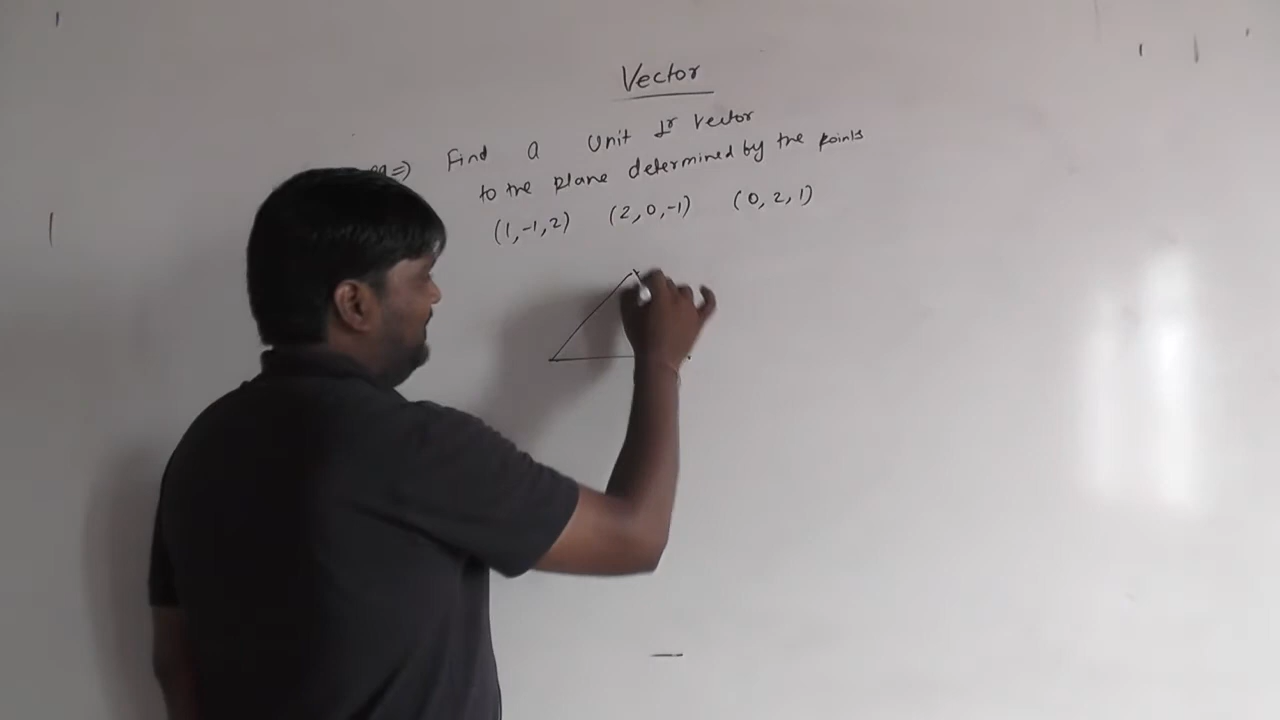 Vector
Find a Unit ⊥r Vector
to the plane determined by the points
(1,-1,2) (2,0,-1) (0,2,1)